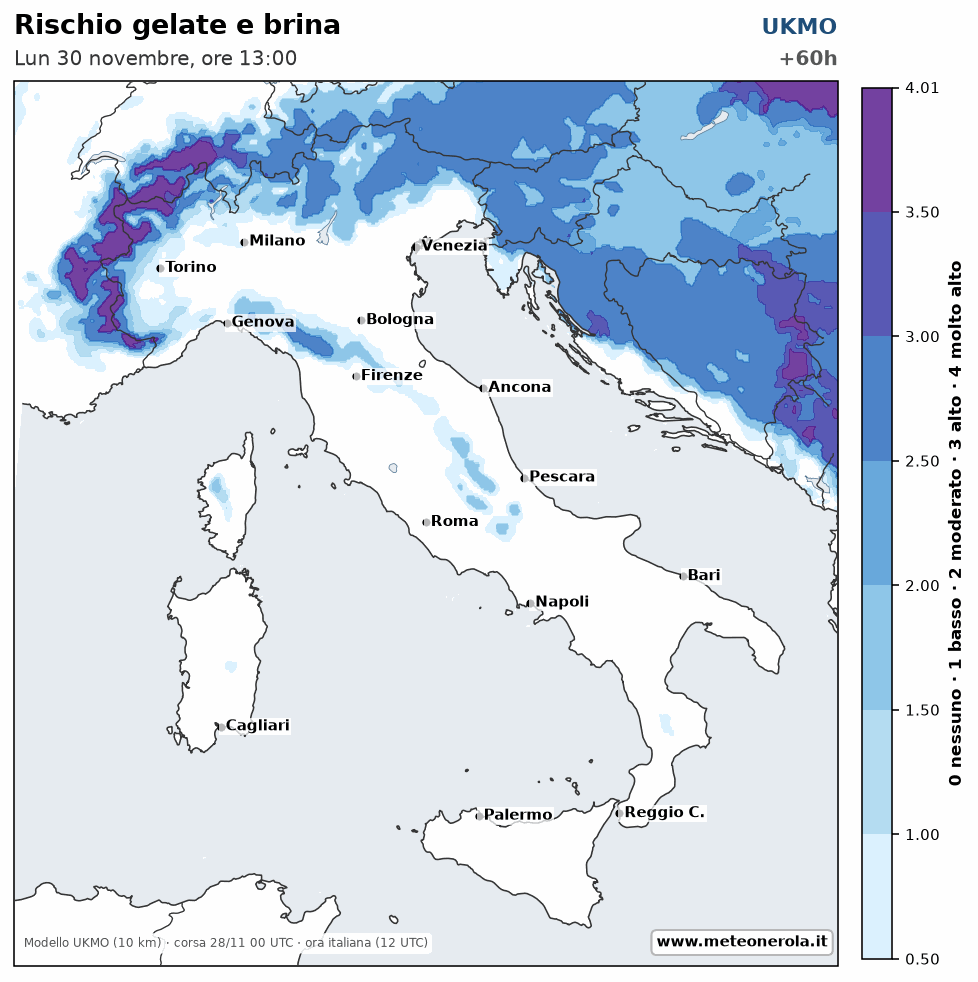 Rischio gelate e brina
UKMO
Lun 30 novembre, ore 13:00
+60h
4.01
3.50
3.00
2.50
2.00
1.50
1.00
0.50
0 nessuno · 1 basso · 2 moderato · 3 alto · 4 molto alto
Milano
Venezia
Torino
Genova
Bologna
Firenze
Ancona
Pescara
Roma
Bari
Napoli
Cagliari
Palermo
Reggio C.
Modello UKMO (10 km) · corsa 28/11 00 UTC · ora italiana (12 UTC)
www.meteonerola.it